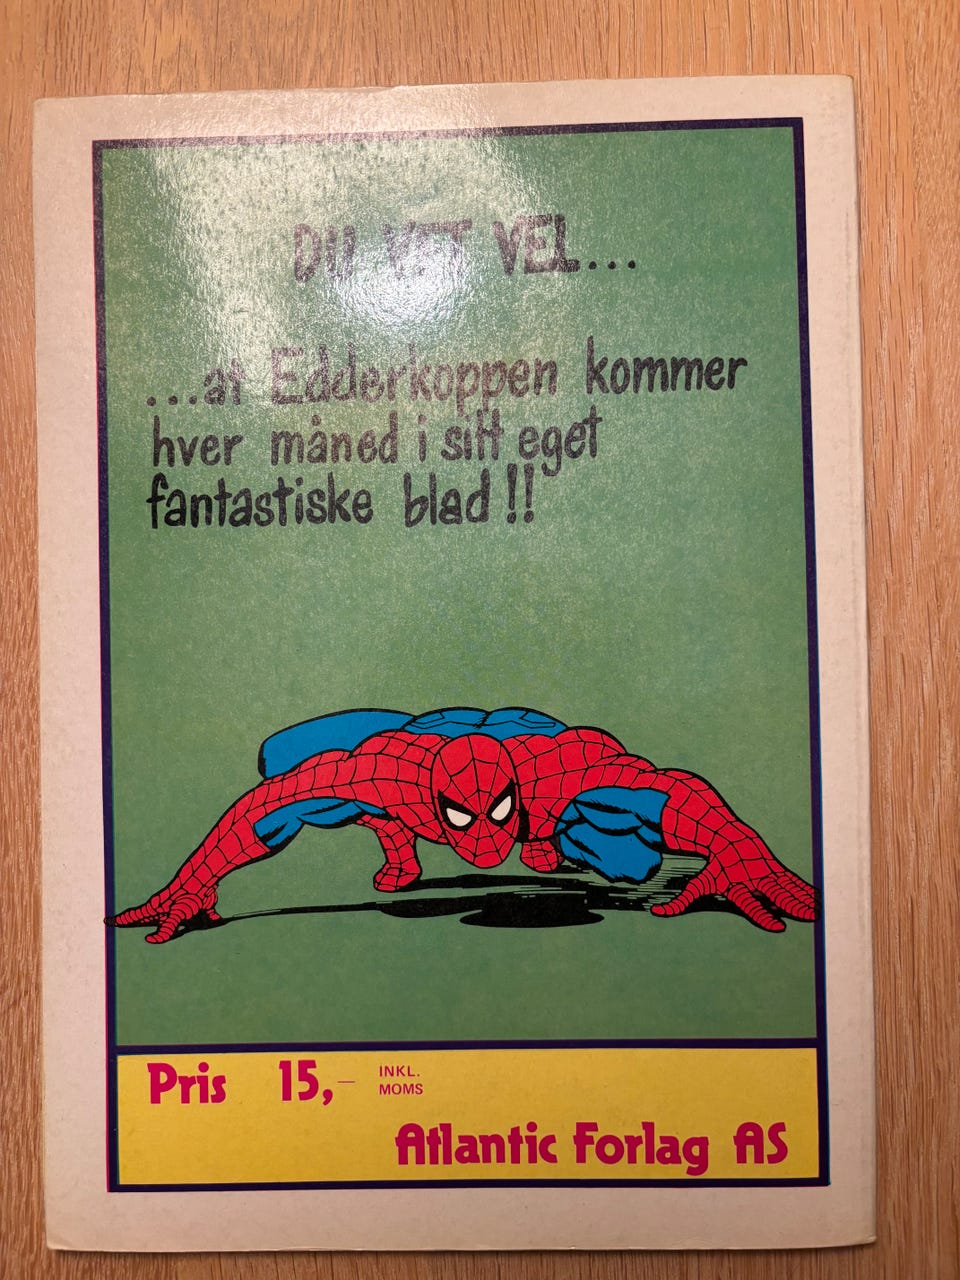 DU VET VEL...
...at Edderkoppen kommer
hver måned i sitt eget
fantastiske blad !!
Pris 15,– INKL.
MOMS
Atlantic Forlag AS